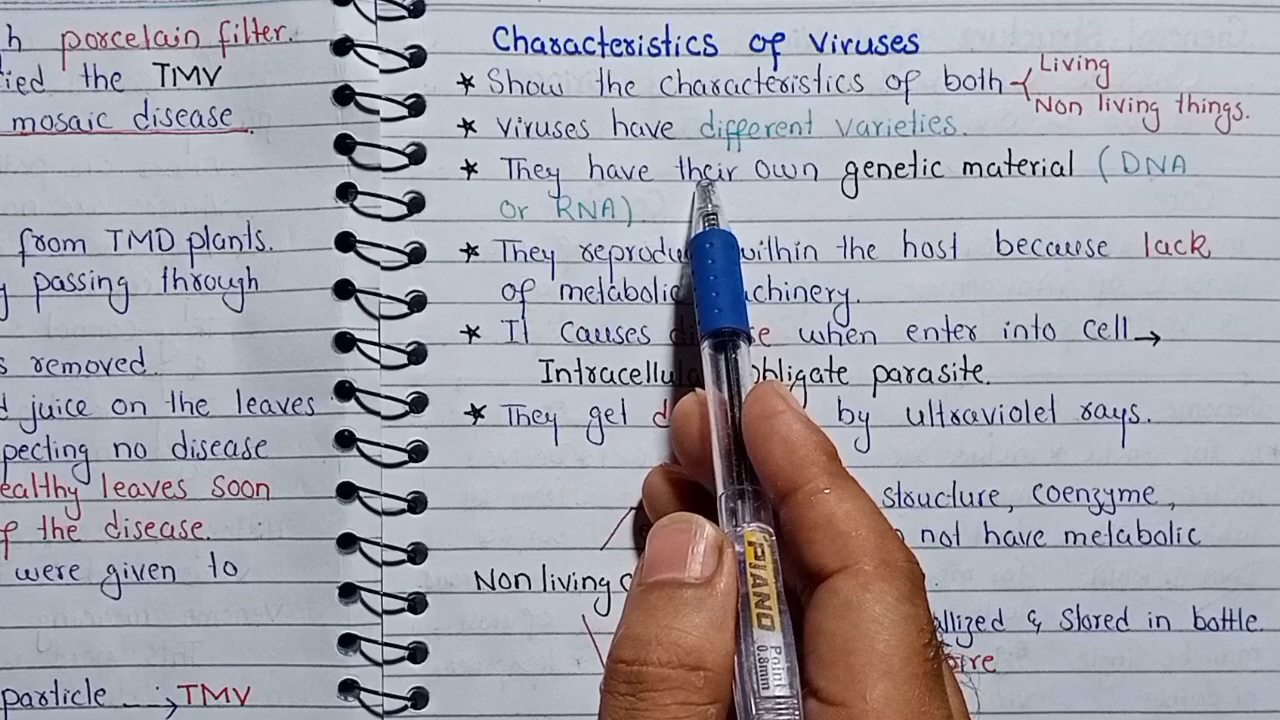 h porcelain filter.
ied the TMV
mosaic disease.
from TMD plants.
passing through
s removed.
d juice on the leaves
pecting no disease
ealthy leaves soon
the disease.
were given to
particle TMV
Characteristics of Viruses
* Show the characteristics of both Living
Non living things.
* Viruses have different varieties.
* They have their own genetic material (DNA
or RNA).
* They within the host because lack
of metabolic
* It causes when enter into cell →
obligate parasite.
* They get by ultraviolet rays.
structure, coenzyme,
not have metabolic
Non living
llized & stored in bottle.
PIANO
Point
0.8mm